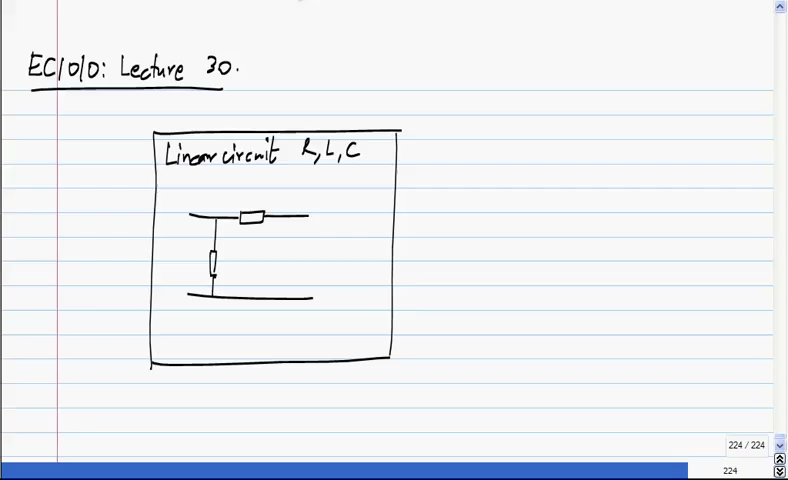 EC1010: Lecture 30.
Linear circuit R, L, C
224 / 224
224